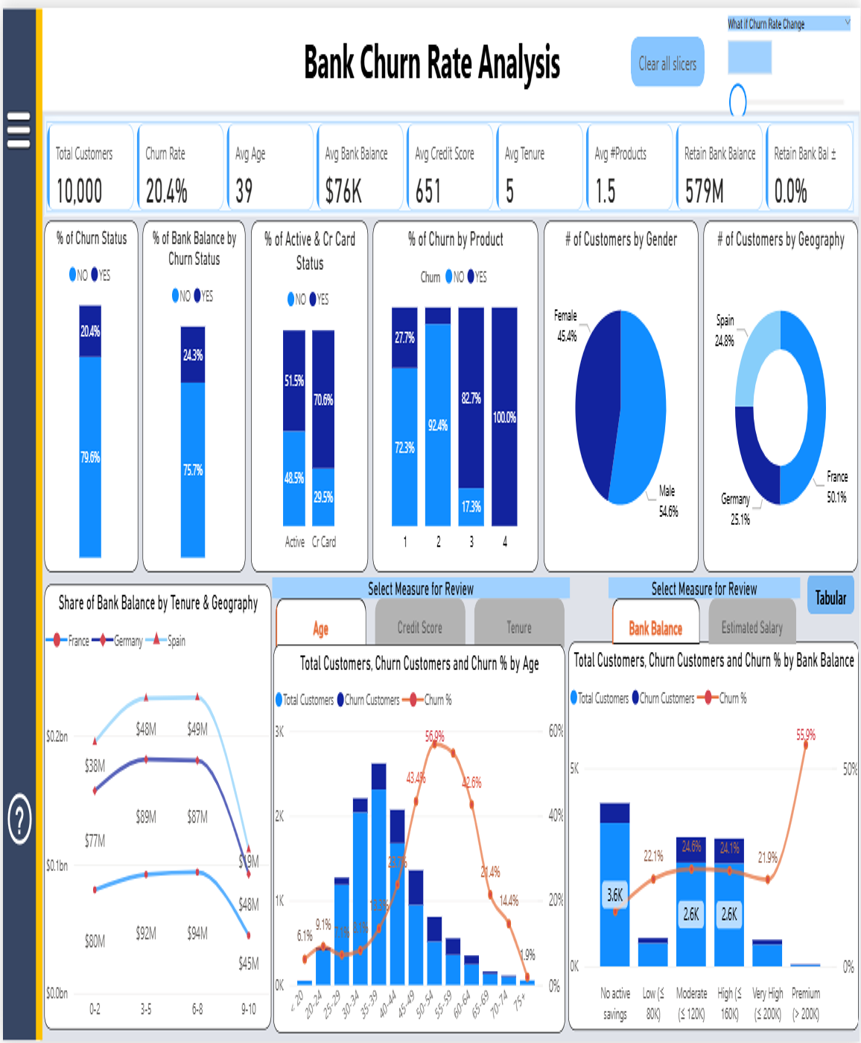 What if Churn Rate Change
Bank Churn Rate Analysis
Clear all slicers
Total Customers
10,000
Churn Rate
20.4%
Avg Age
39
Avg Bank Balance
$76K
Avg Credit Score
651
Avg Tenure
5
Avg #Products
1.5
Retain Bank Balance
579M
Retain Bank Bal ±
0.0%
% of Churn Status
NO YES
20.4%
79.6%
% of Bank Balance by
Churn Status
NO YES
24.3%
75.7%
% of Active & Cr Card
Status
NO YES
51.5%
70.6%
48.5%
29.5%
Active Cr Card
% of Churn by Product
Churn NO YES
27.7%
82.7%
100.0%
92.4%
72.3%
17.3%
1 2 3 4
# of Customers by Gender
Female
45.4%
Male
54.6%
# of Customers by Geography
Spain
24.8%
France
50.1%
Germany
25.1%
Share of Bank Balance by Tenure & Geography
France Germany Spain
$0.2bn
$0.1bn
$0.0bn
$38M
$48M
$49M
$19M
$77M
$89M
$87M
$48M
$80M
$92M
$94M
$45M
0-2 3-5 6-8 9-10
Select Measure for Review
Age Credit Score Tenure
Total Customers, Churn Customers and Churn % by Age
Total Customers Churn Customers Churn %
3K
2K
1K
0K
60%
40%
20%
0%
6.1%
9.1%
43.4%
56.9%
42.6%
21.4%
14.4%
1.9%
< 20 20-24 25-29 30-34 35-39 40-44 45-49 50-54 55-59 60-64 65-69 70-74 75+
Select Measure for Review
Tabular
Bank Balance Estimated Salary
Total Customers, Churn Customers and Churn % by Bank Balance
Total Customers Churn Customers Churn %
5K
0K
50%
0%
3.6K
22.1%
24.6%
2.6K
24.1%
2.6K
21.9%
55.9%
No active
savings
Low (≤
80K)
Moderate
(≤ 120K)
High (≤
160K)
Very High
(≤ 200K)
Premium
(> 200K)
?